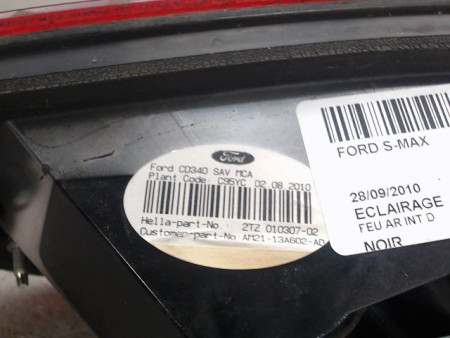 Ford
Ford CD340 SAV MCA
Plant Code: C95YC 02 08 2010
Hella-part-No. 2TZ 010307-02
Customer-part-No AM21-13A602-AD
FORD S-MAX
28/09/2010
ECLAIRAGE
FEU AR INT D
NOIR